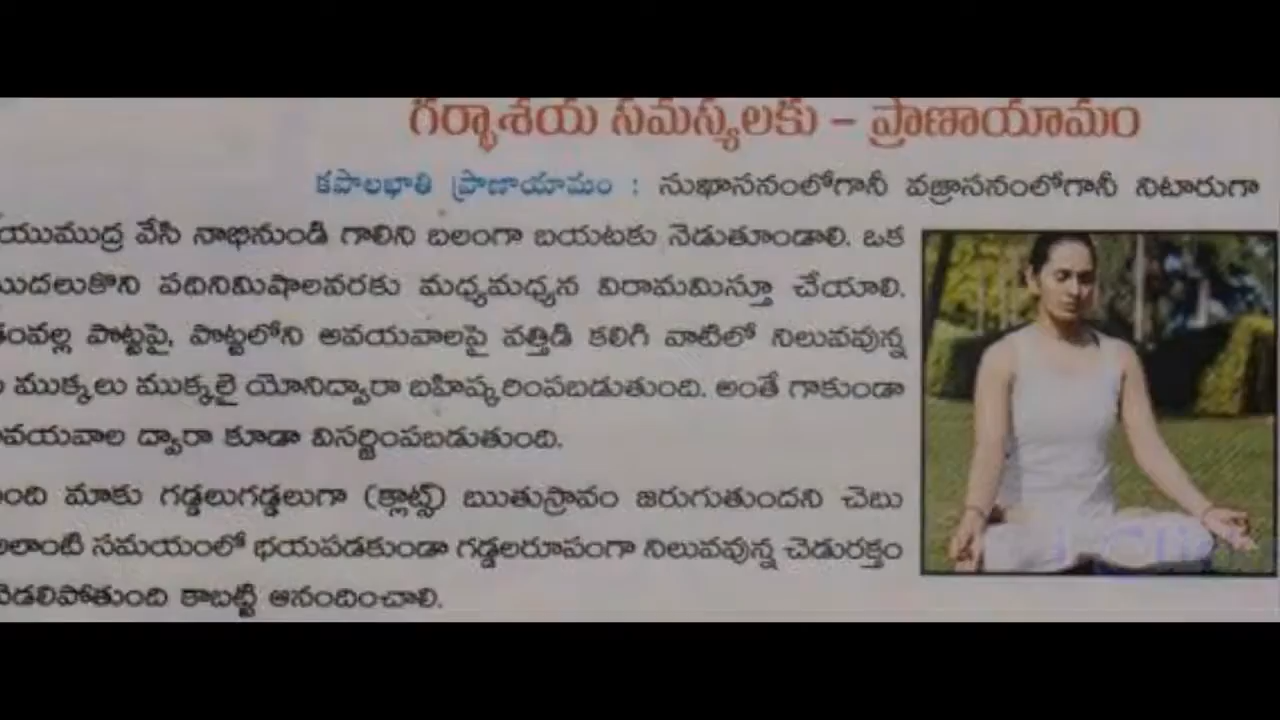 గర్భాశయ సమస్యలకు – ప్రాణాయామం
కపాలభాతి ప్రాణాయామం : సుఖాసనంలోగానీ వజ్రాసనంలోగానీ నిటారుగా
యుముద్ర వేసి నాభినుండి గాలిని బలంగా బయటకు నెడుతూండాలి. ఒక
ముదలుకొని పదినిమిషాలవరకు మధ్యమధ్యన విరామమిస్తూ చేయాలి.
పొట్టపై, పొట్టలోని అవయవాలపై వత్తిడి కలిగి వాటిలో నిలువవున్న
ముక్కలు ముక్కలై యోనిద్వారా బహిష్కరింపబడుతుంది. అంతే గాకుండా
వయవాల ద్వారా కూడా విసర్జింపబడుతుంది.
ంది మాకు గడ్డలుగడ్డలుగా (క్లాట్స్) ఋతుస్రావం జరుగుతుందని చెబు
అలాంటి సమయంలో భయపడకుండా గడ్డలరూపంగా నిలువవున్న చెడురక్తం
వెడలిపోతుంది కాబట్టి ఆనందించాలి.